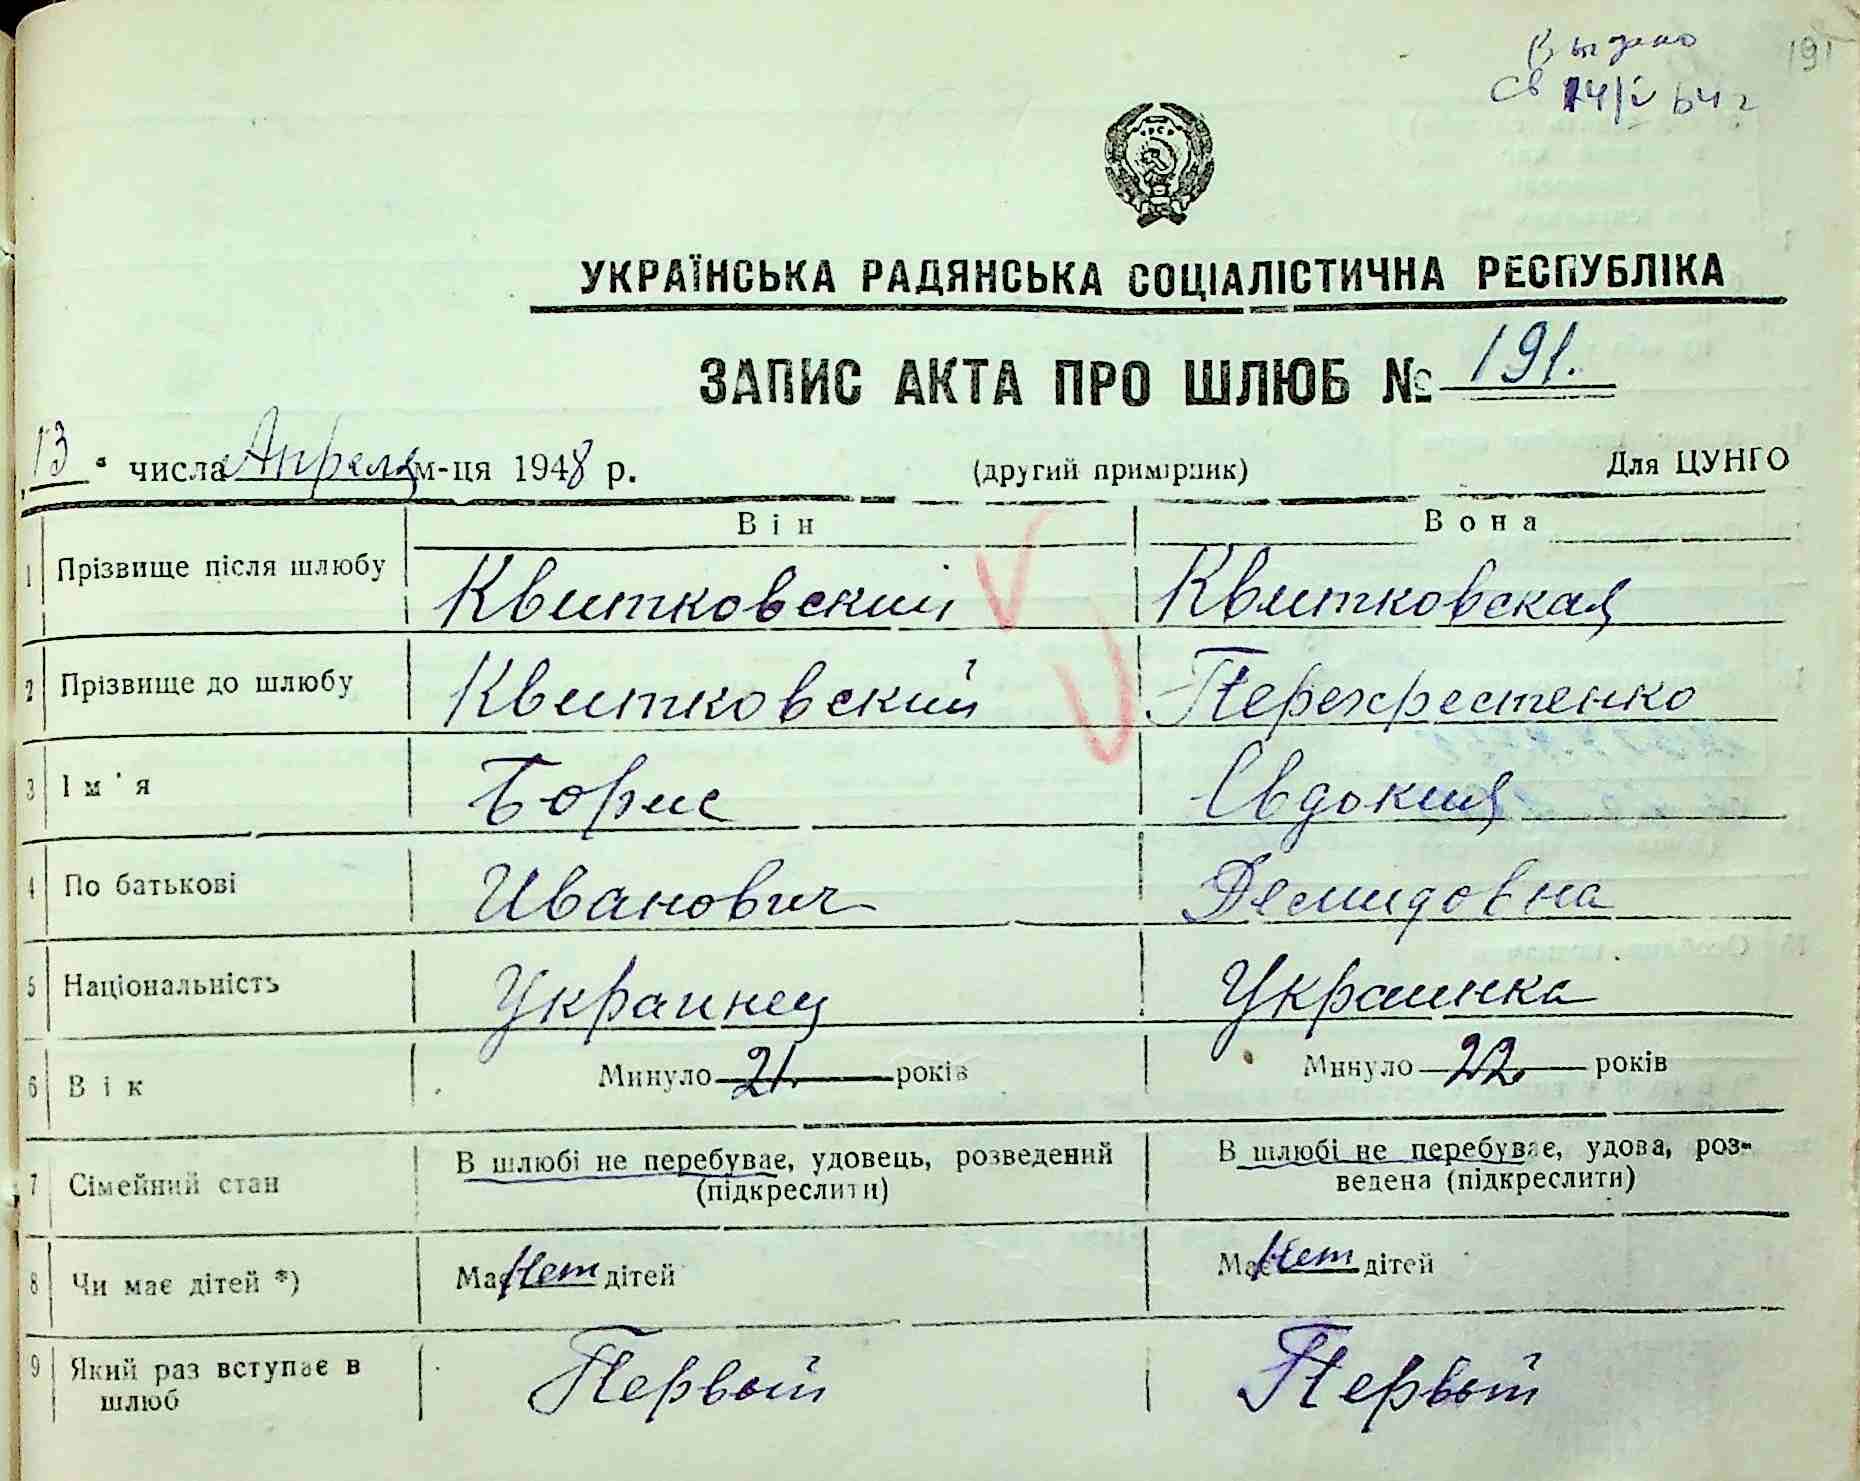 Выдано 191
св 14/V 64 г
УКРАЇНСЬКА РАДЯНСЬКА СОЦІАЛІСТИЧНА РЕСПУБЛІКА
ЗАПИС АКТА ПРО ШЛЮБ № 191.
13 " числа Апреля м-ця 1948 р. (другий примірник) Для ЦУНГО
Він Вона
1 Прізвище після шлюбу Квитковский Квитковская
2 Прізвище до шлюбу Квитковский Перехрестенко
3 Ім'я Борис Евдокия
4 По батькові Иванович Демидовна
5 Національність Украинец Украинка
6 Вік Минуло 21. років Минуло 22. років
7 Сімейний стан В шлюбі не перебуває, удовець, розведений (підкреслити) В шлюбі не перебуває, удова, роз-
ведена (підкреслити)
8 Чи має дітей *) Має Нет дітей Має Нет дітей
9 Який раз вступає в Первый Первый
шлюб